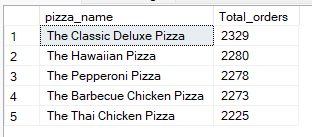 pizza_name Total_orders
1 The Classic Deluxe Pizza 2329
2 The Hawaiian Pizza 2280
3 The Pepperoni Pizza 2278
4 The Barbecue Chicken Pizza 2273
5 The Thai Chicken Pizza 2225